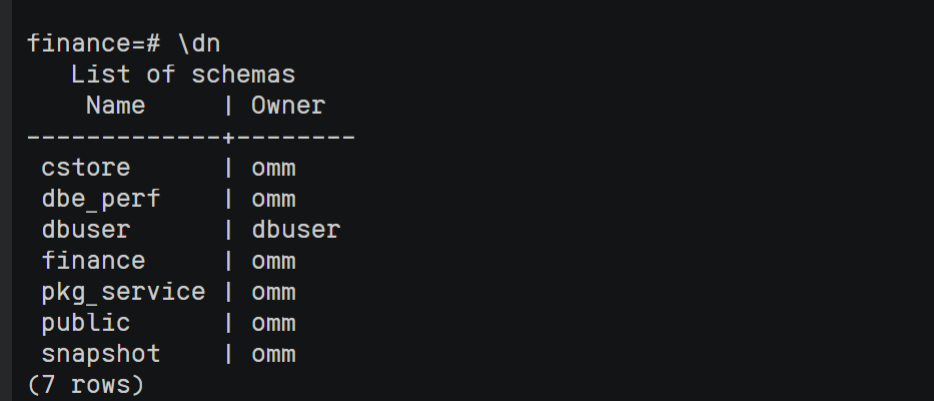 finance=# \dn
   List of schemas
    Name     | Owner
-------------+--------
 cstore      | omm
 dbe_perf    | omm
 dbuser      | dbuser
 finance     | omm
 pkg_service | omm
 public      | omm
 snapshot    | omm
(7 rows)